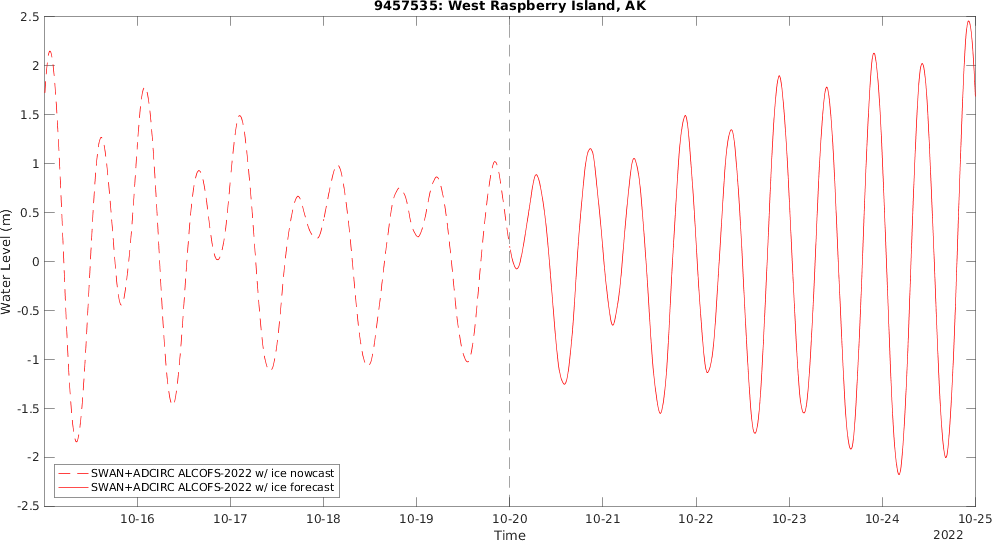 9457535: West Raspberry Island, AK
2.5
2
1.5
1
0.5
0
-0.5
-1
-1.5
-2
-2.5
Water Level (m)
SWAN+ADCIRC ALCOFS-2022 w/ ice nowcast
SWAN+ADCIRC ALCOFS-2022 w/ ice forecast
10-16 10-17 10-18 10-19 10-20 10-21 10-22 10-23 10-24 10-25
Time
2022